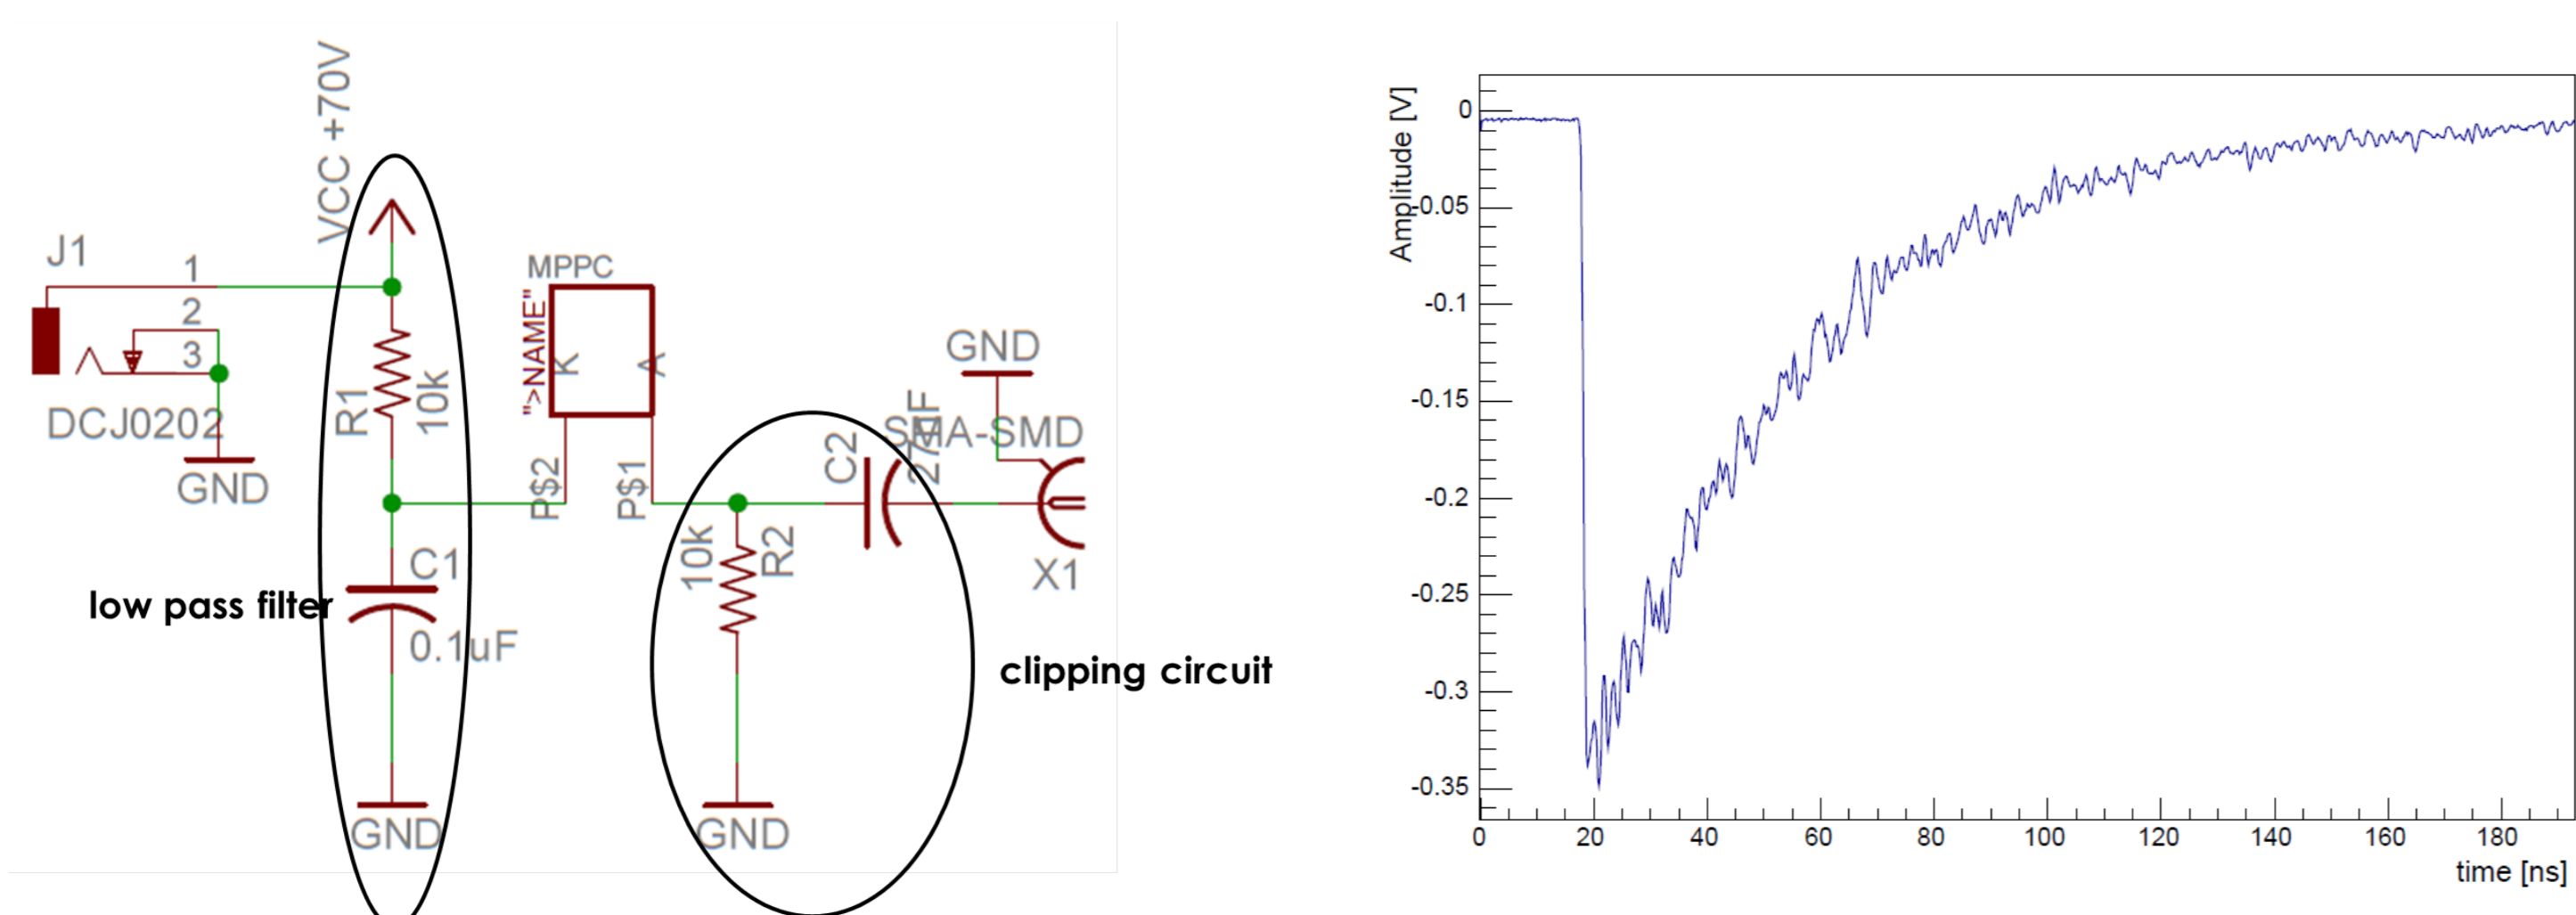 VCC +70V
J1
1
2
3
DCJ0202
GND
R1
10k
C1
0.1uF
GND
low pass filter
MPPC
">NAME"
K
A
P$2
P$1
10k
R2
GND
C2
GND
SMA-SMD
X1
clipping circuit
Amplitude [V]
0
-0.05
-0.1
-0.15
-0.2
-0.25
-0.3
-0.35
0 20 40 60 80 100 120 140 160 180
time [ns]